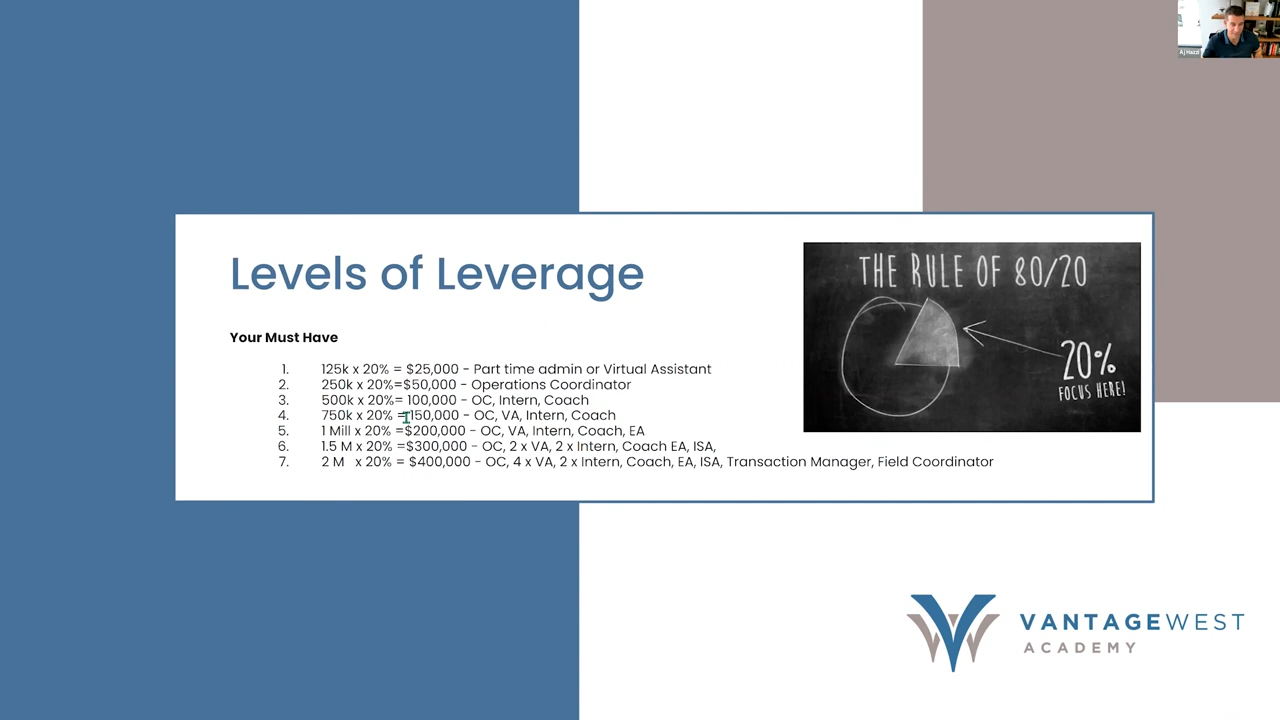 Aj Hazzi
Levels of Leverage
THE RULE OF 80/20
20%
FOCUS HERE!
Your Must Have
1. 125k x 20% = $25,000 - Part time admin or Virtual Assistant
2. 250k x 20%=$50,000 - Operations Coordinator
3. 500k x 20%= 100,000 - OC, Intern, Coach
4. 750k x 20% =150,000 - OC, VA, Intern, Coach
5. 1 Mill x 20% =$200,000 - OC, VA, Intern, Coach, EA
6. 1.5 M x 20% =$300,000 - OC, 2 x VA, 2 x Intern, Coach EA, ISA,
7. 2 M x 20% = $400,000 - OC, 4 x VA, 2 x Intern, Coach, EA, ISA, Transaction Manager, Field Coordinator
VANTAGEWEST
ACADEMY